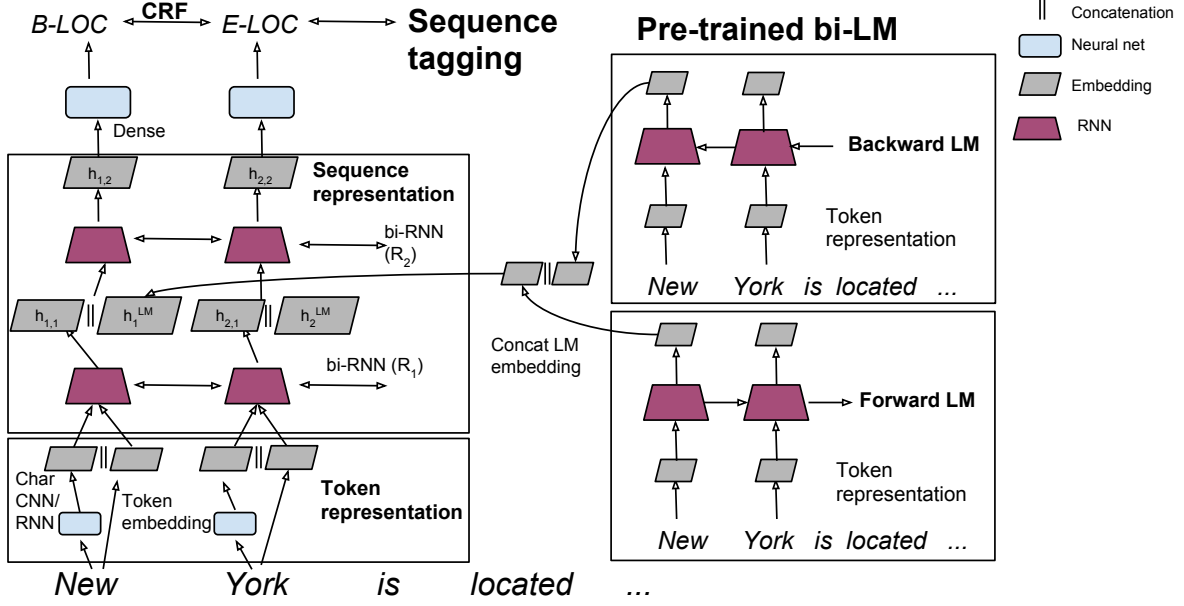 B-LOC
CRF
E-LOC
Sequence
tagging
Dense
h1,2
h2,2
Sequence
representation
bi-RNN
(R2)
h1,1
||
h1LM
h2,1
||
h2LM
bi-RNN (R1)
||
||
Char
CNN/
RNN
Token
embedding
Token
representation
New York is located ...
||
Concat LM
embedding
Pre-trained bi-LM
Backward LM
Token
representation
New York is located ...
Forward LM
Token
representation
New York is located ...
|| Concatenation
Neural net
Embedding
RNN